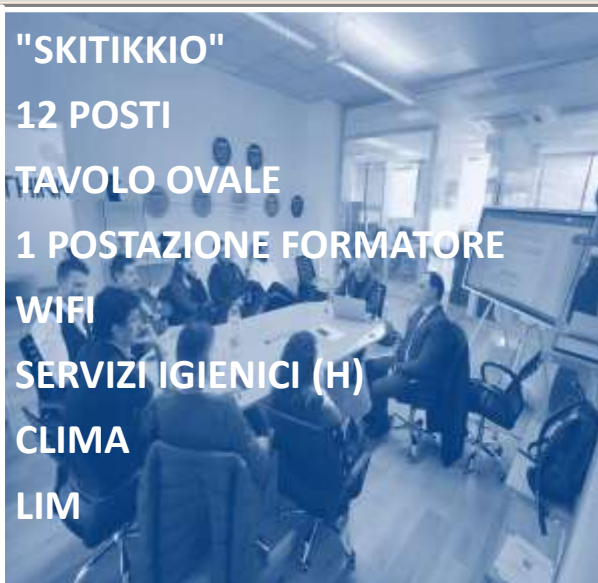 "SKITIKKIO"
12 POSTI
TAVOLO OVALE
1 POSTAZIONE FORMATORE
WIFI
SERVIZI IGIENICI (H)
CLIMA
LIM